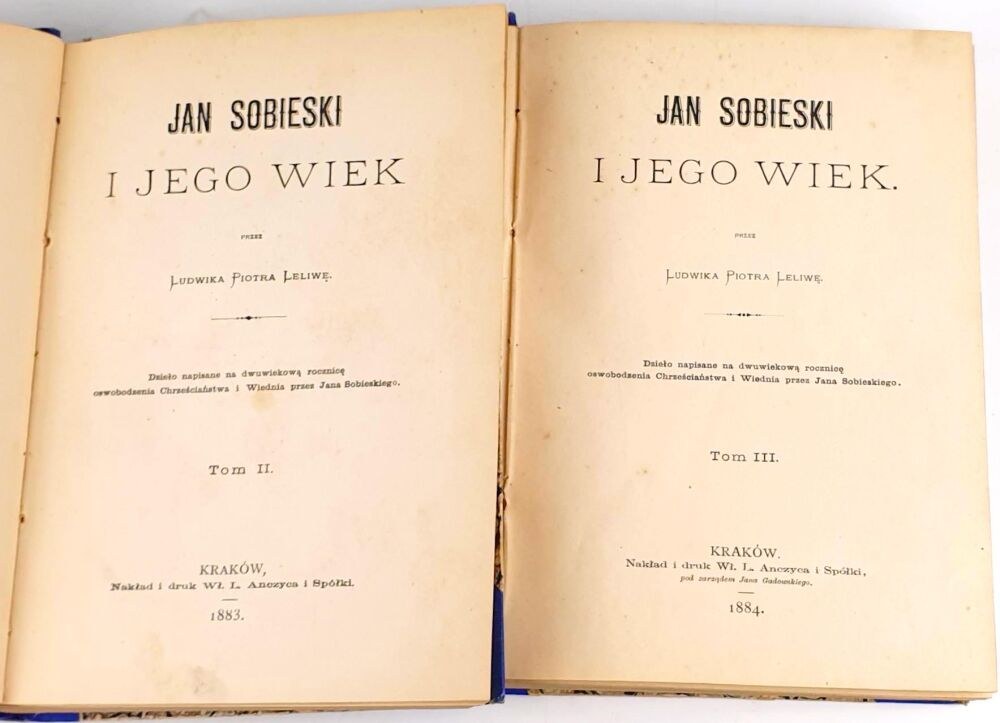 JAN SOBIESKI
I JEGO WIEK
PRZEZ
LUDWIKA PIOTRA LELIWĘ.
Dzieło napisane na dwuwiekową rocznicę
oswobodzenia Chrześciaństwa i Wiednia przez Jana Sobieskiego.
Tom II.
KRAKÓW,
Nakład i druk Wł. L. Anczyca i Spółki.
1883.
JAN SOBIESKI
I JEGO WIEK.
PRZEZ
LUDWIKA PIOTRA LELIWĘ.
Dzieło napisane na dwuwiekową rocznicę
oswobodzenia Chrześciaństwa i Wiednia przez Jana Sobieskiego.
Tom III.
KRAKÓW.
Nakład i druk Wł. L. Anczyca i Spółki,
pod zarządem Jana Gadowskiego.
1884.